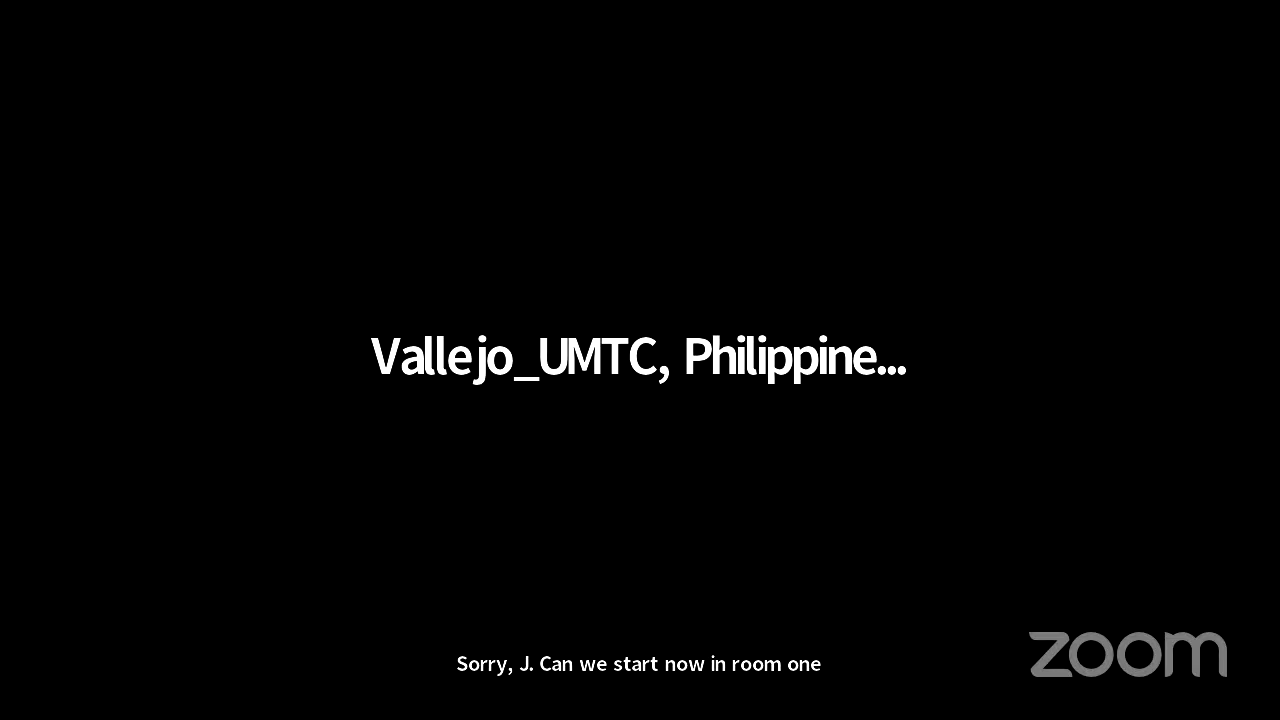 Vallejo_UMTC, Philippine...
Sorry, J. Can we start now in room one
zoom